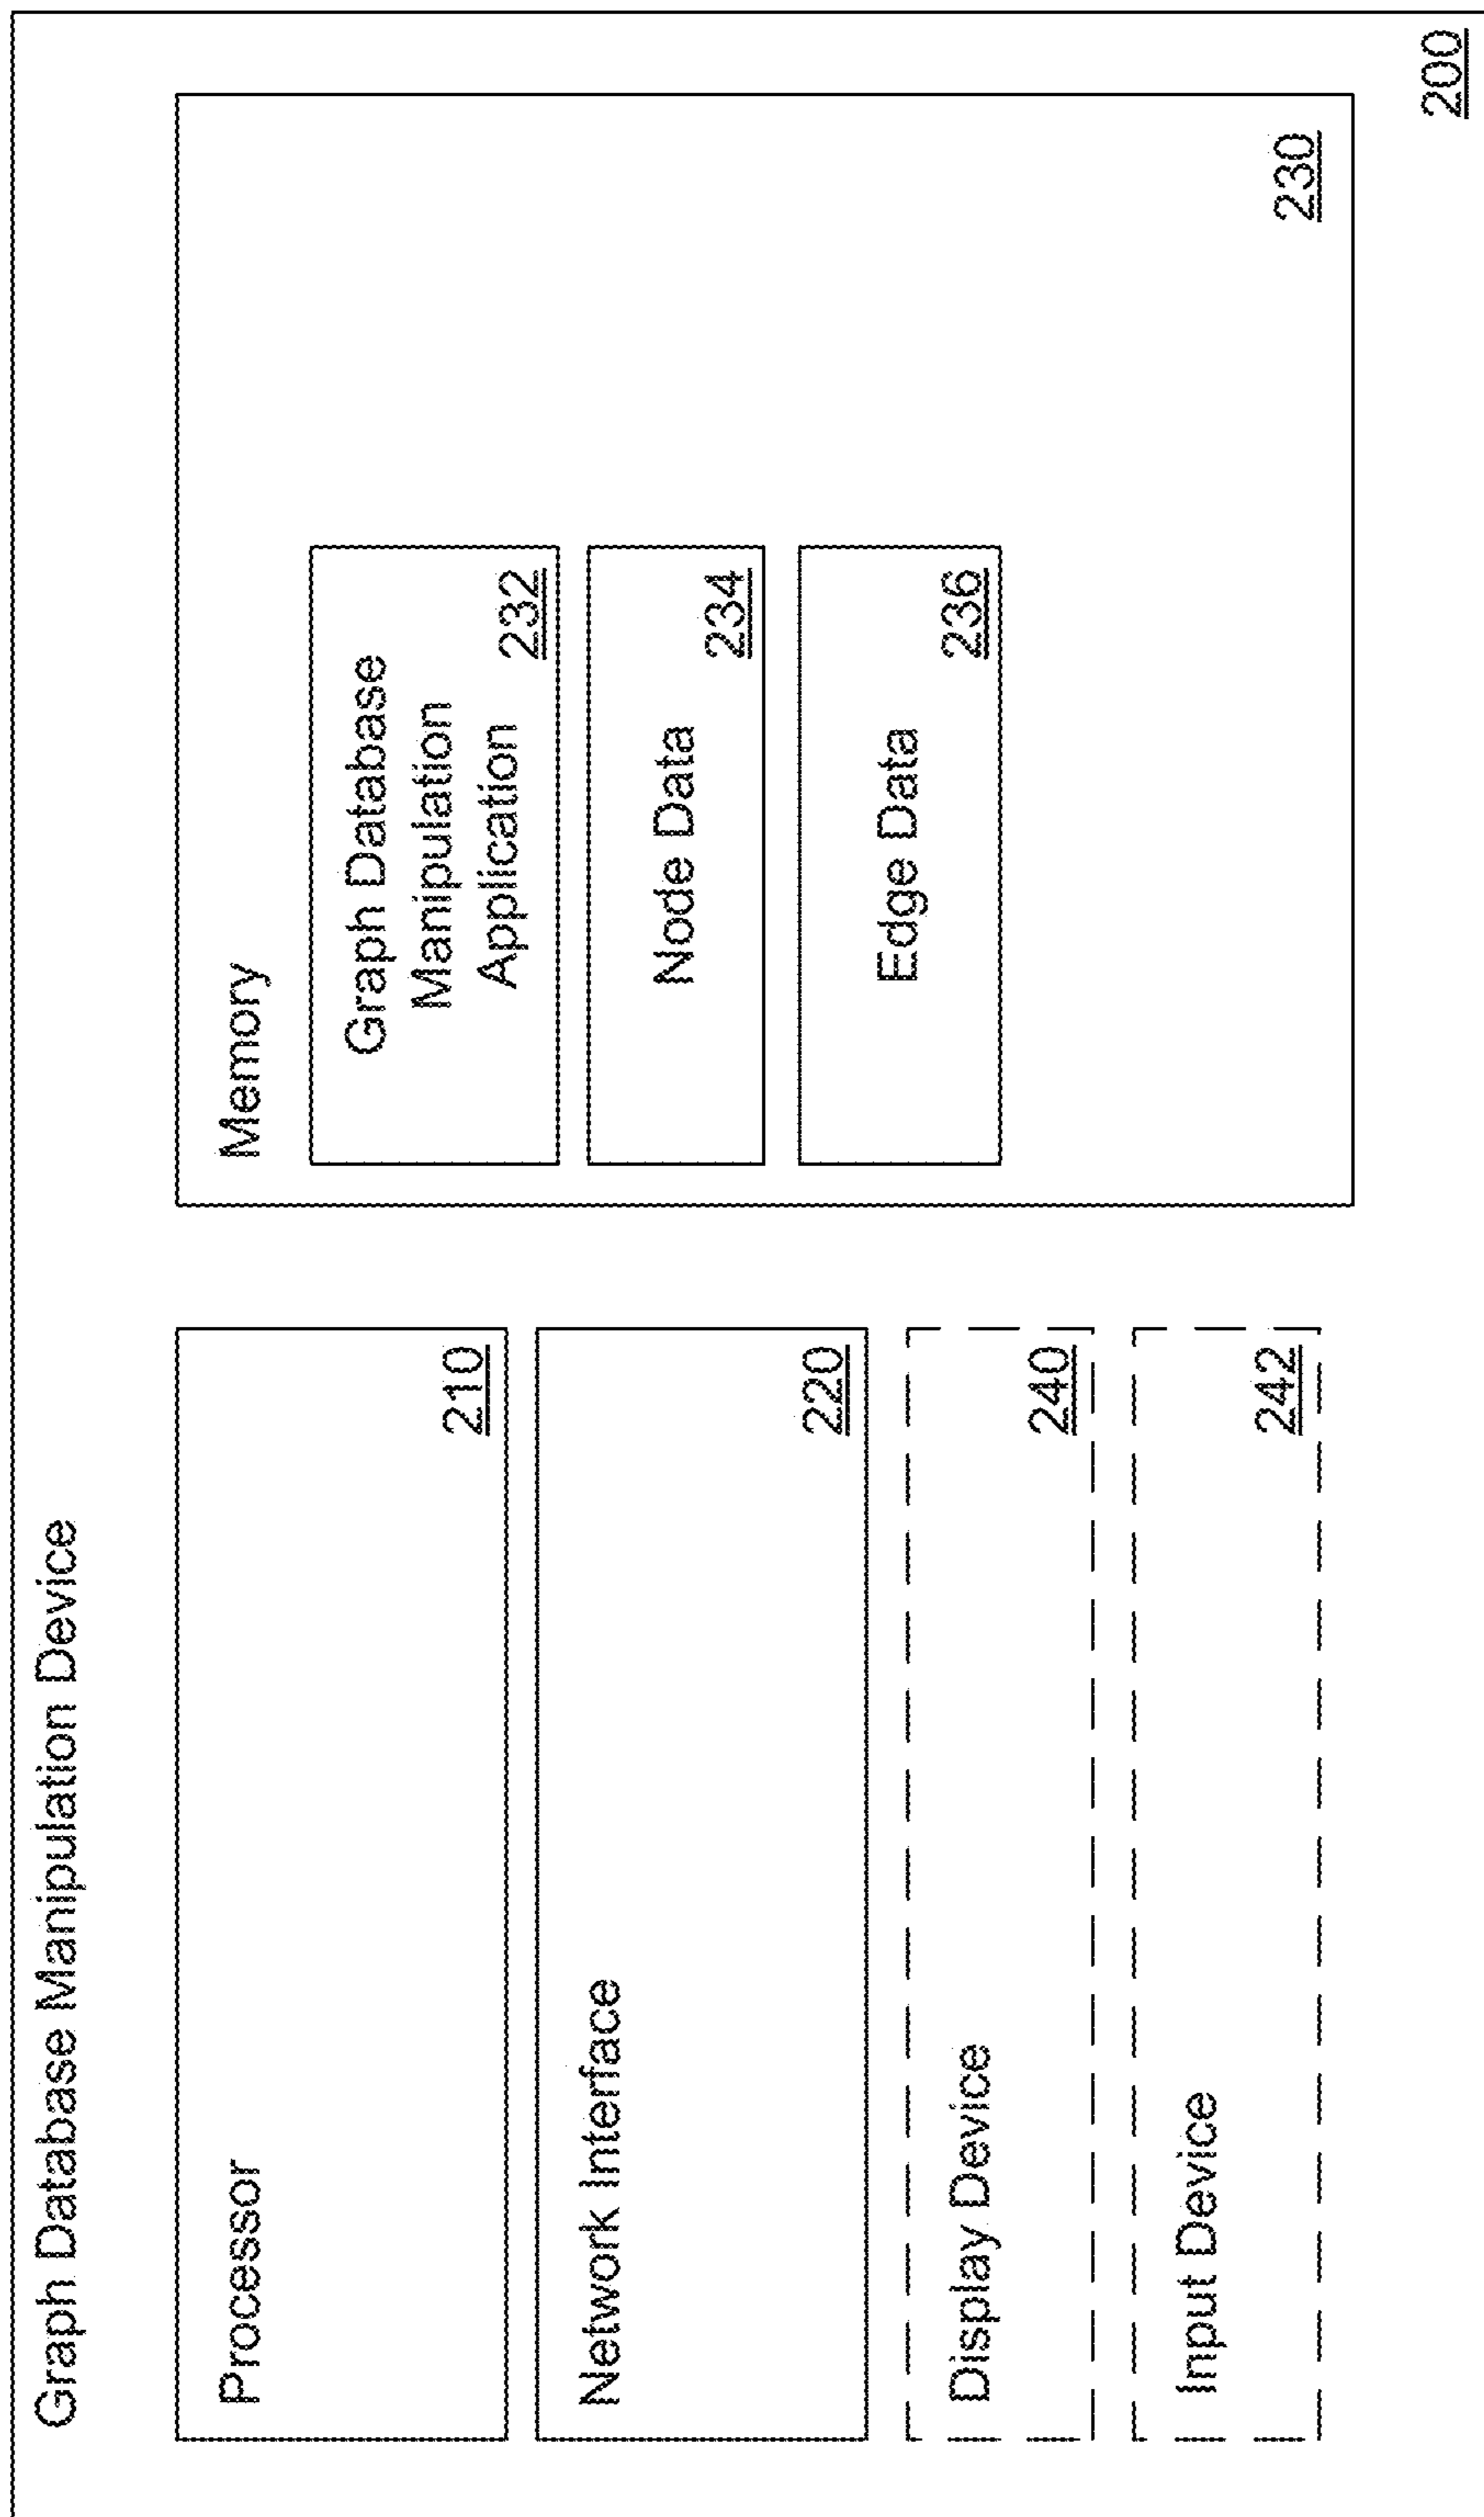 Graph Database Manipulation Device
Processor
210
Network Interface
220
Display Device
240
Input Device
242
Memory
Graph Database
Manipulation
Application
232
Node Data
234
Edge Data
236
230
200